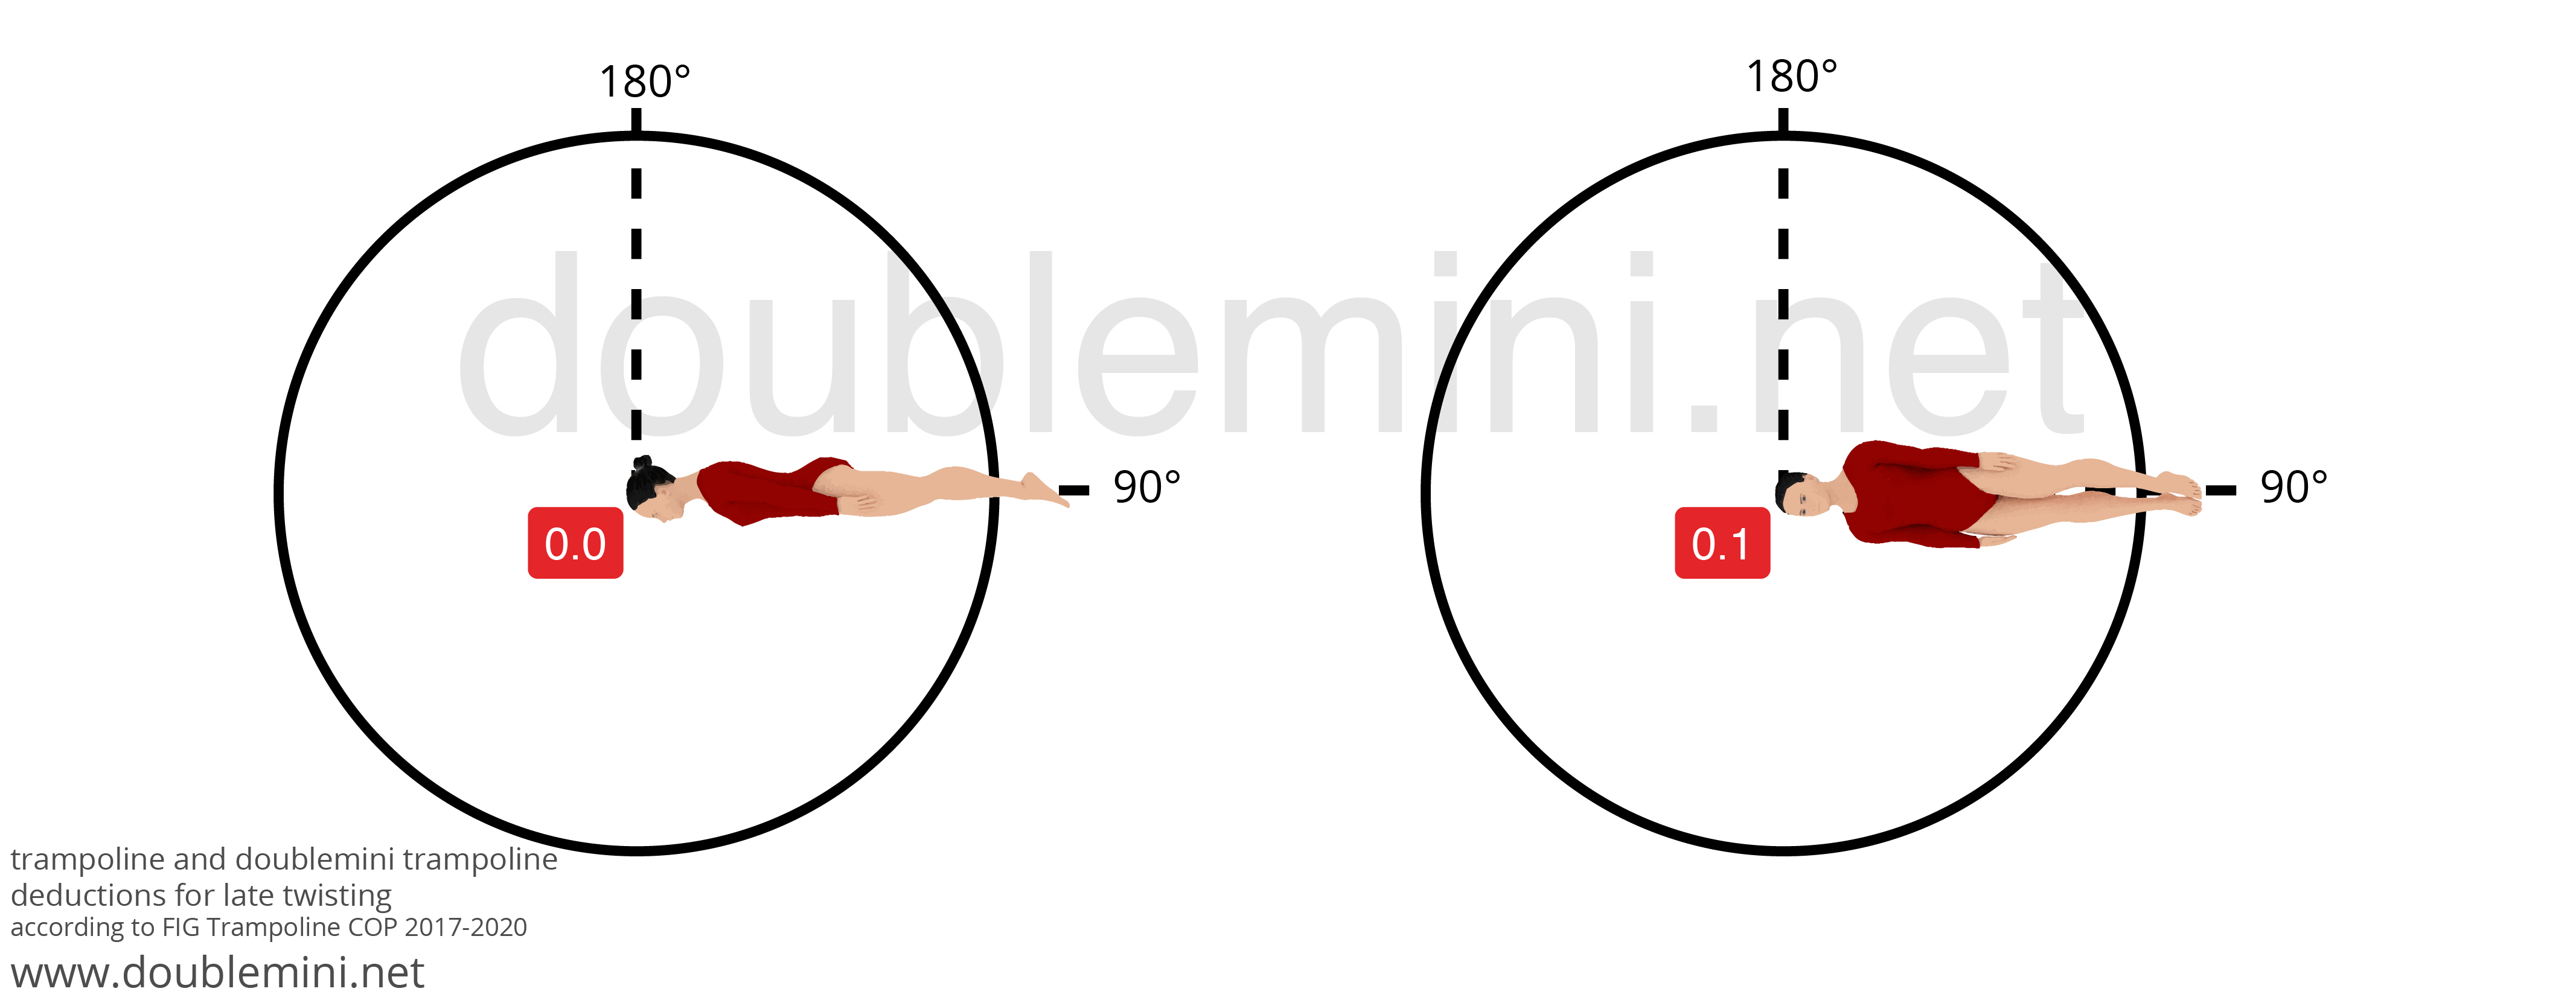 180°
180°
doublemini.net
90°
90°
0.0
0.1
trampoline and doublemini trampoline
deductions for late twisting
according to FIG Trampoline COP 2017-2020
www.doublemini.net